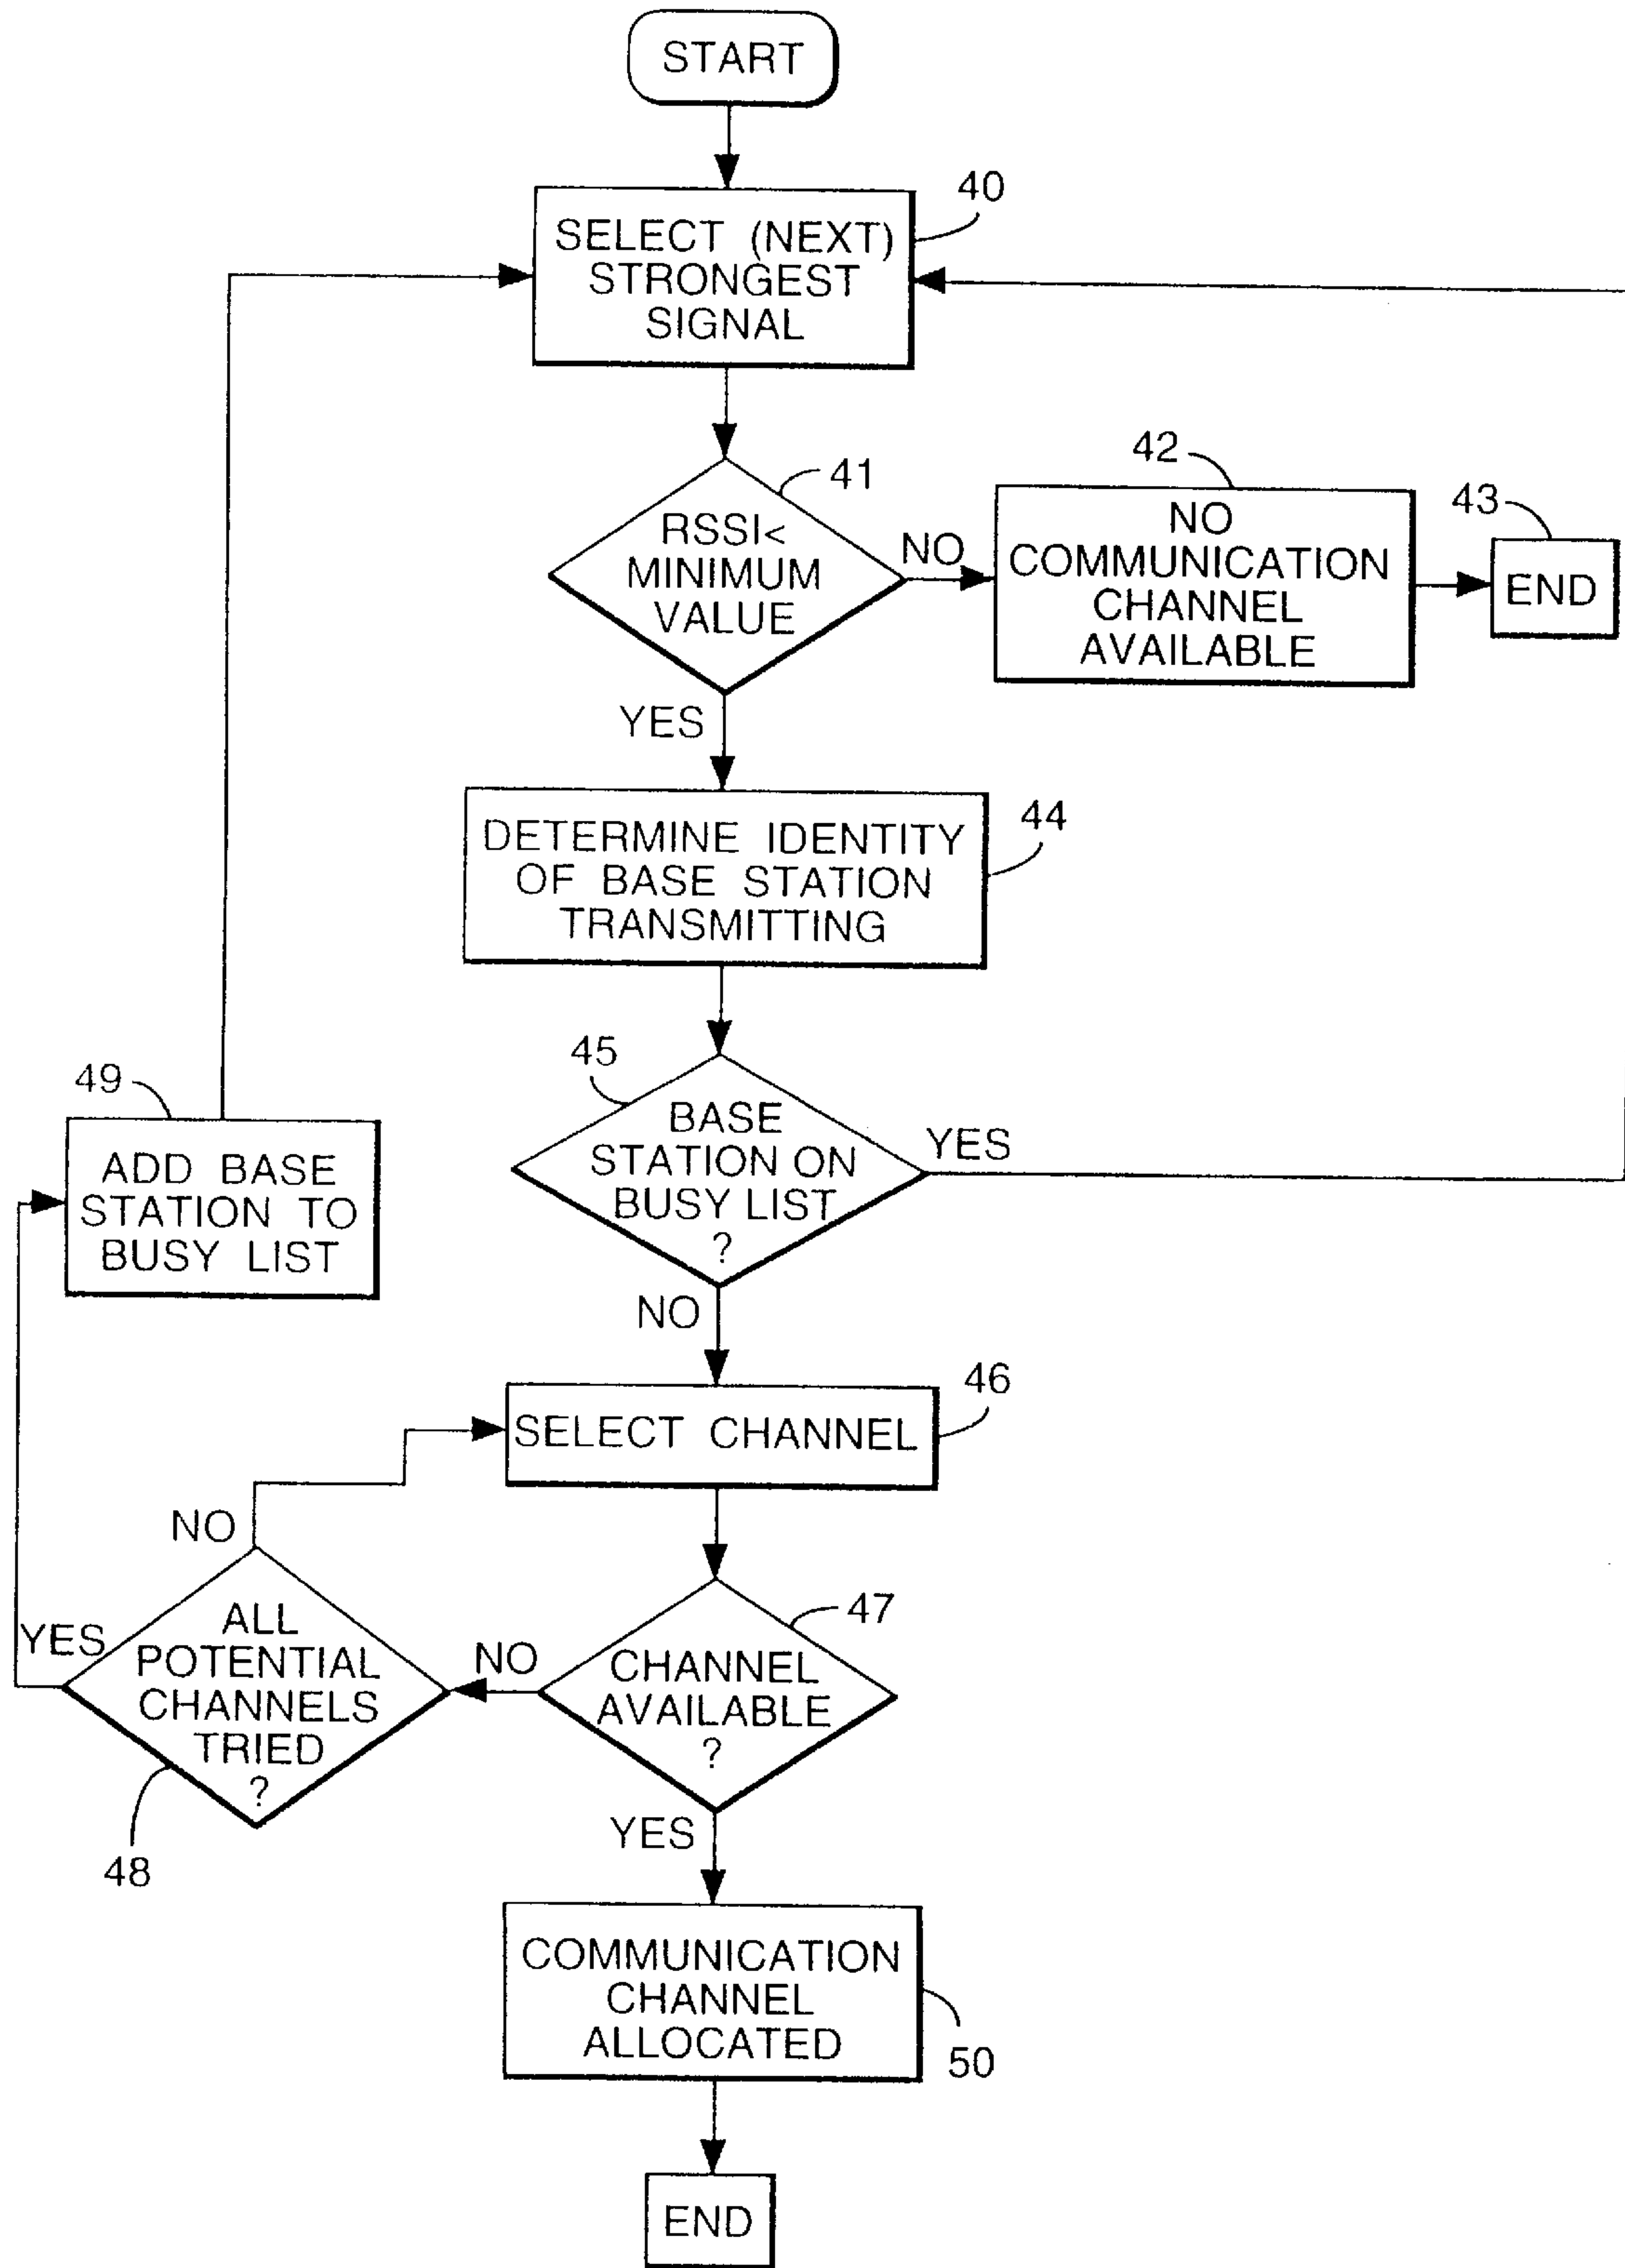 START
40
SELECT (NEXT)
STRONGEST
SIGNAL
41
RSSI<
MINIMUM
VALUE
NO
42
NO
COMMUNICATION
CHANNEL
AVAILABLE
43
END
YES
44
DETERMINE IDENTITY
OF BASE STATION
TRANSMITTING
45
BASE
STATION ON
BUSY LIST
?
YES
49
ADD BASE
STATION TO
BUSY LIST
NO
46
SELECT CHANNEL
NO
47
CHANNEL
AVAILABLE
?
NO
YES
ALL
POTENTIAL
CHANNELS
TRIED
?
48
YES
COMMUNICATION
CHANNEL
ALLOCATED
50
END